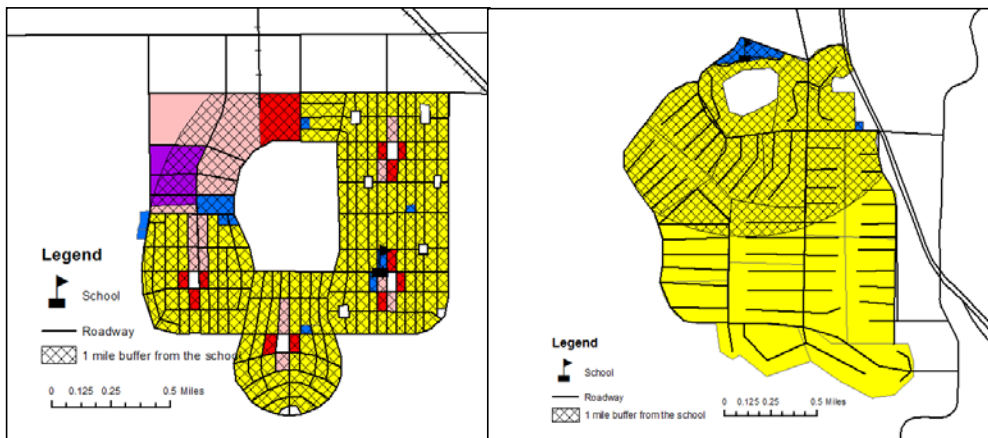 Legend
School
Roadway
1 mile buffer from the school
0 0.125 0.25 0.5 Miles
Legend
School
Roadway
1 mile buffer from the school
0 0.125 0.25 0.5 Miles